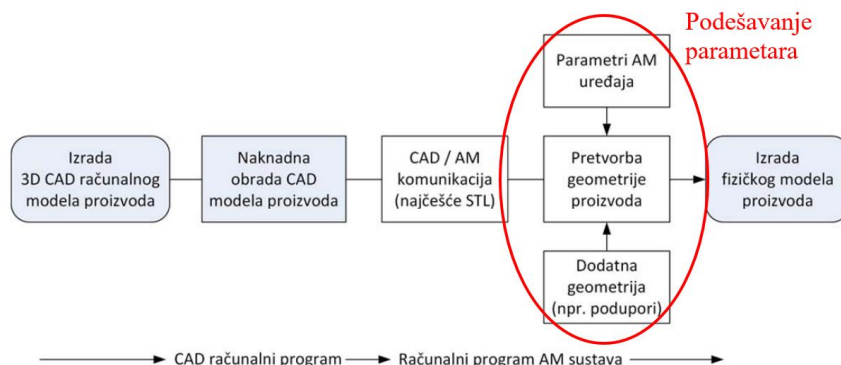 Podešavanje
parametara
Parametri AM
uređaja
Izrada
3D CAD računalnog
modela proizvoda
Naknadna
obrada CAD
modela proizvoda
CAD / AM
komunikacija
(najčešće STL)
Pretvorba
geometrije
proizvoda
Izrada
fizičkog modela
proizvoda
Dodatna
geometrija
(npr. podupori)
CAD računalni program
Računalni program AM sustava